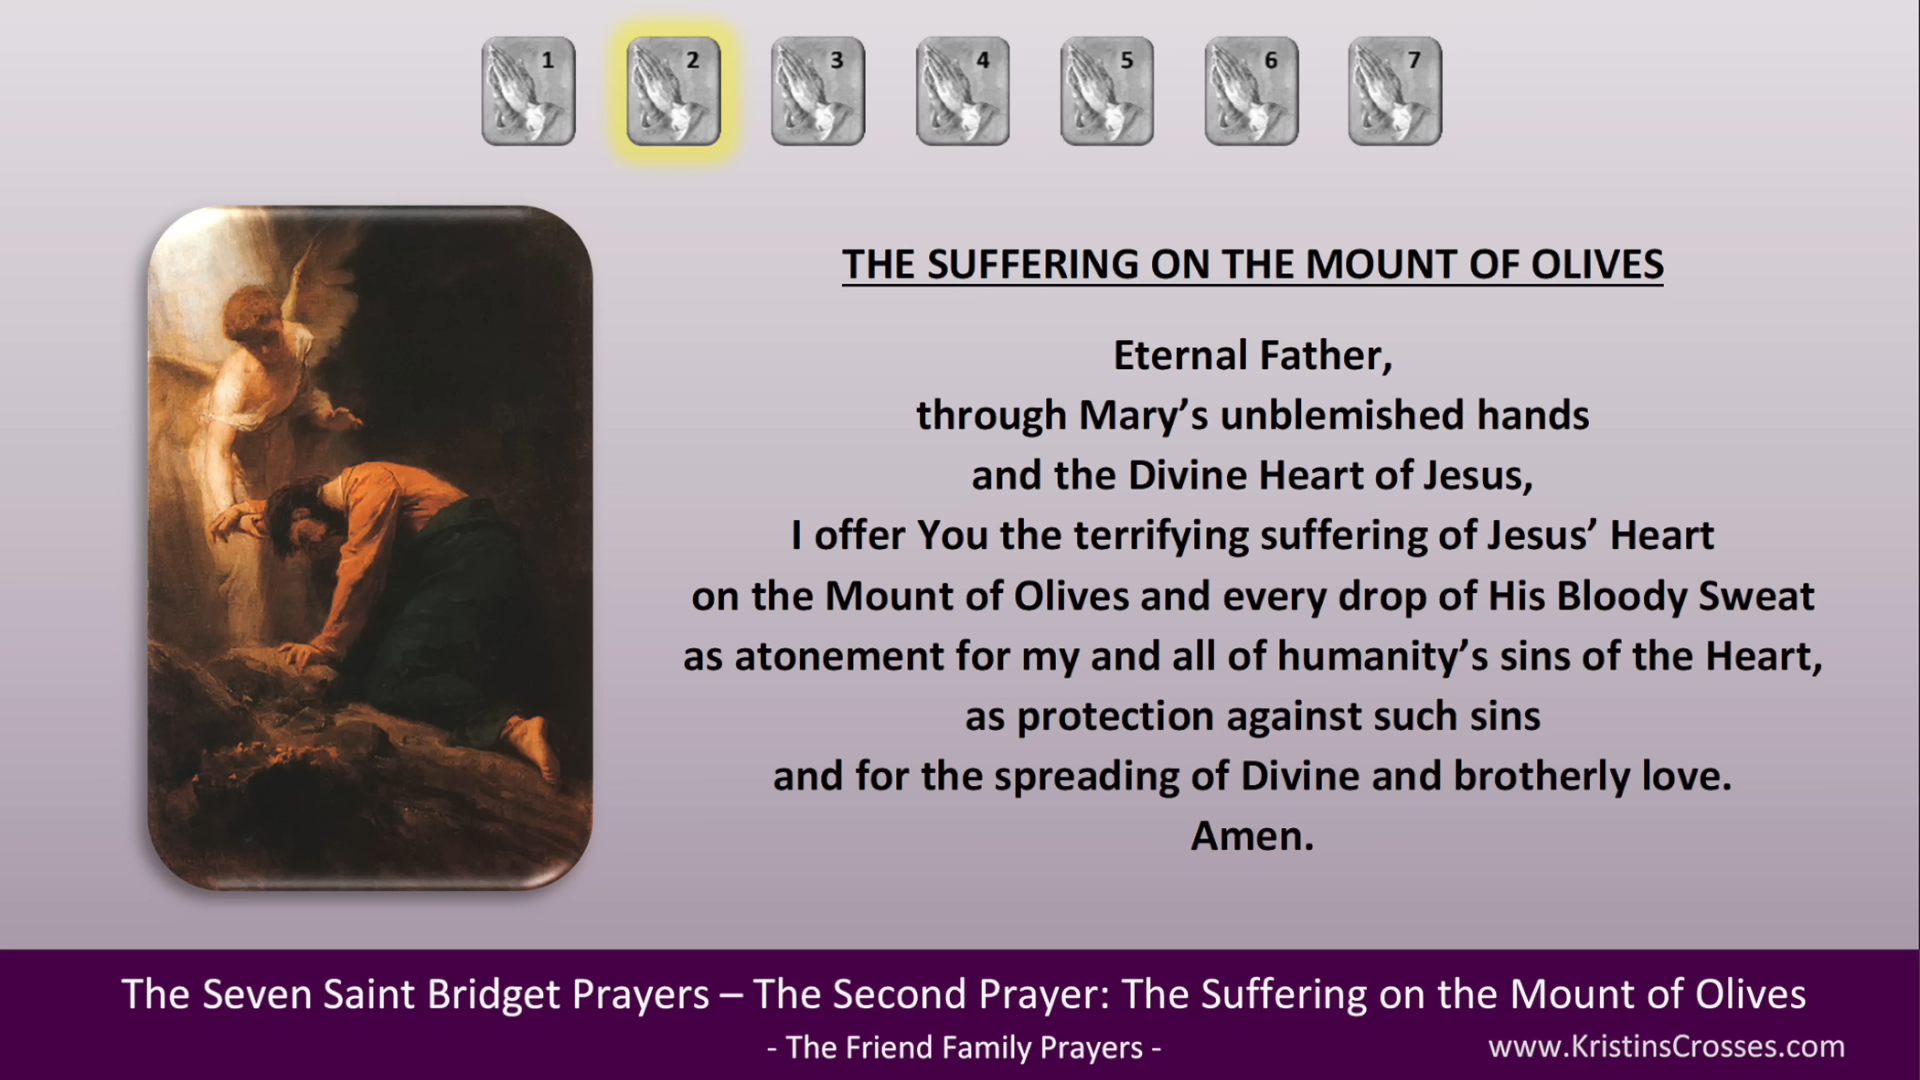 1 2 3 4 5 6 7
THE SUFFERING ON THE MOUNT OF OLIVES
Eternal Father,
through Mary’s unblemished hands
and the Divine Heart of Jesus,
I offer You the terrifying suffering of Jesus’ Heart
on the Mount of Olives and every drop of His Bloody Sweat
as atonement for my and all of humanity’s sins of the Heart,
as protection against such sins
and for the spreading of Divine and brotherly love.
Amen.
The Seven Saint Bridget Prayers – The Second Prayer: The Suffering on the Mount of Olives
- The Friend Family Prayers -
www.KristinsCrosses.com